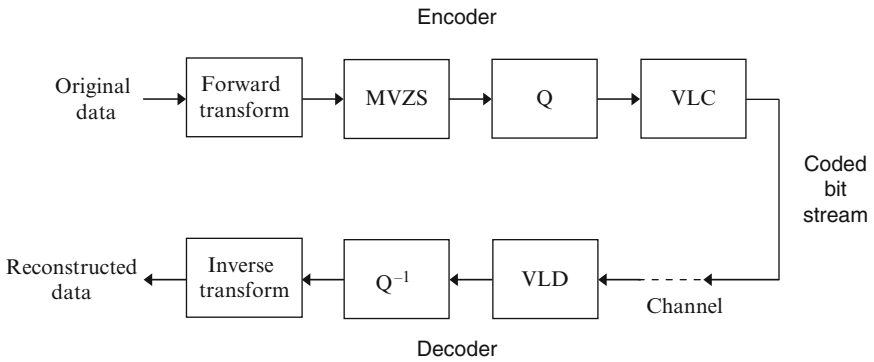 Encoder
Original
data
Forward
transform
MVZS
Q
VLC
Coded
bit
stream
Reconstructed
data
Inverse
transform
Q⁻¹
VLD
Channel
Decoder